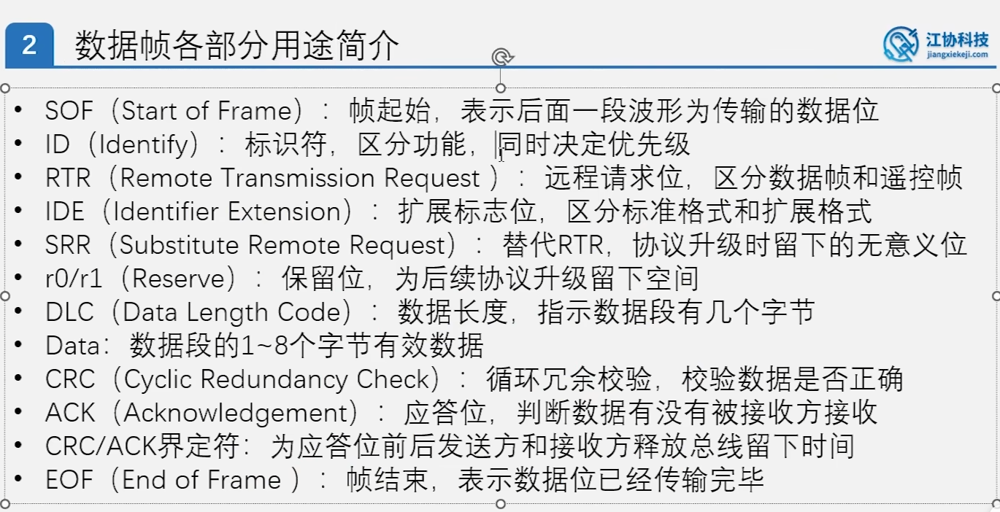 2
数据帧各部分用途简介
江协科技
jiangxiekeji.com
• SOF（Start of Frame）：帧起始，表示后面一段波形为传输的数据位
• ID（Identify）：标识符，区分功能，同时决定优先级
• RTR（Remote Transmission Request ）：远程请求位，区分数据帧和遥控帧
• IDE（Identifier Extension）：扩展标志位，区分标准格式和扩展格式
• SRR（Substitute Remote Request）：替代RTR，协议升级时留下的无意义位
• r0/r1（Reserve）：保留位，为后续协议升级留下空间
• DLC（Data Length Code）：数据长度，指示数据段有几个字节
• Data：数据段的1~8个字节有效数据
• CRC（Cyclic Redundancy Check）：循环冗余校验，校验数据是否正确
• ACK（Acknowledgement）：应答位，判断数据有没有被接收方接收
• CRC/ACK界定符：为应答位前后发送方和接收方释放总线留下时间
• EOF（End of Frame ）：帧结束，表示数据位已经传输完毕